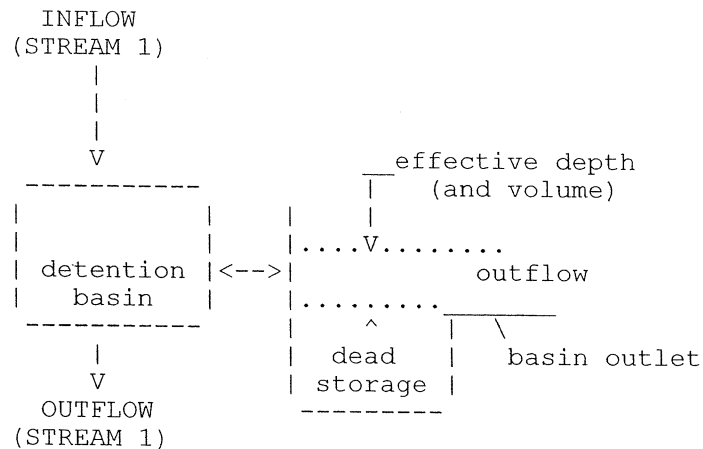 INFLOW
(STREAM 1)
effective depth
(and volume)
detention
basin
outflow
dead
storage
basin outlet
OUTFLOW
(STREAM 1)